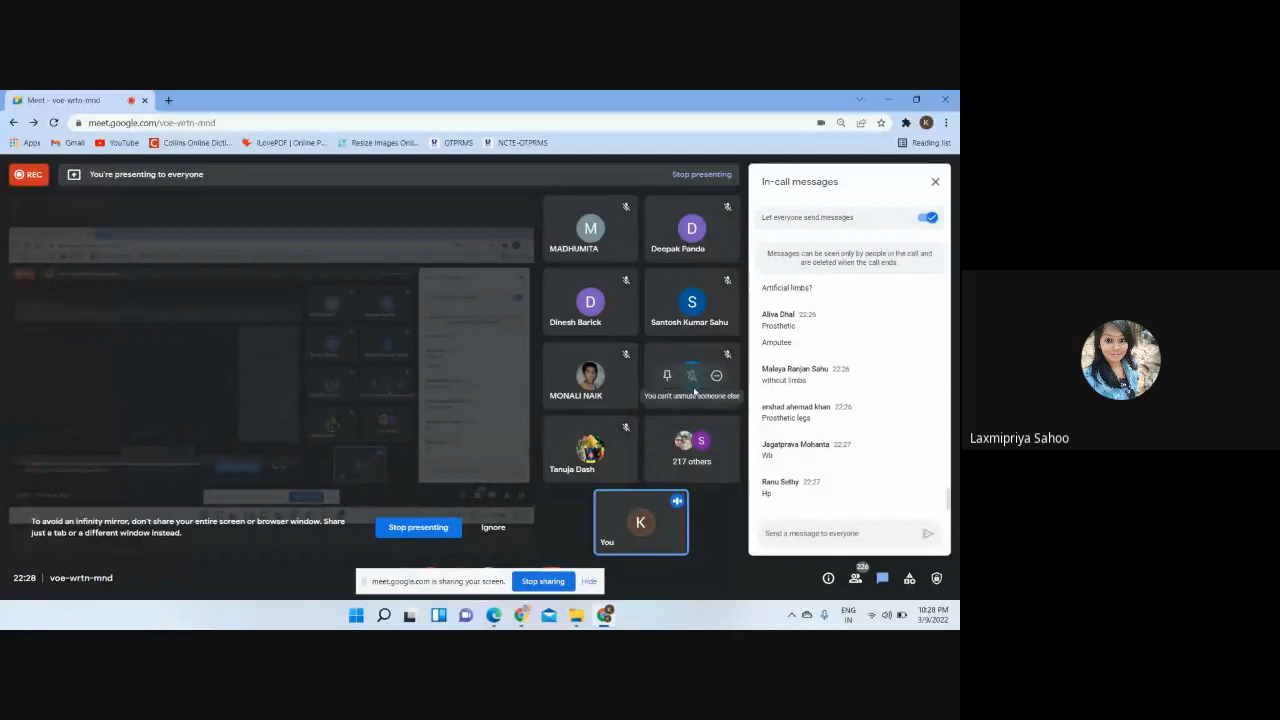 Meet - voe-wrtn-mnd
meet.google.com/voe-wrtn-mnd
K
Apps
Gmail
YouTube
Collins Online Dicti...
iLovePDF | Online P...
Resize Images Onli...
OTPRMS
NCTE-OTPRMS
Reading list
REC
You're presenting to everyone
Stop presenting
M
MADHUMITA
D
Deepak Panda
D
Dinesh Barick
S
Santosh Kumar Sahu
MONALI NAIK
You can't unmute someone else
Tanuja Dash
S
217 others
K
You
To avoid an infinity mirror, don't share your entire screen or browser window. Share
just a tab or a different window instead.
Stop presenting
Ignore
22:28 | voe-wrtn-mnd
meet.google.com is sharing your screen.
Stop sharing
Hide
In-call messages
Let everyone send messages
Messages can be seen only by people in the call and
are deleted when the call ends.
Artificial limbs?
Aliva Dhal 22:26
Prosthetic
Amputee
Malaya Ranjan Sahu 22:26
without limbs
ershad ahemad khan 22:26
Prosthetic legs
Jagatprava Mohanta 22:27
Wb
Ranu Sethy 22:27
Hp
Send a message to everyone
226
ENG
IN
10:28 PM
3/9/2022
Laxmipriya Sahoo